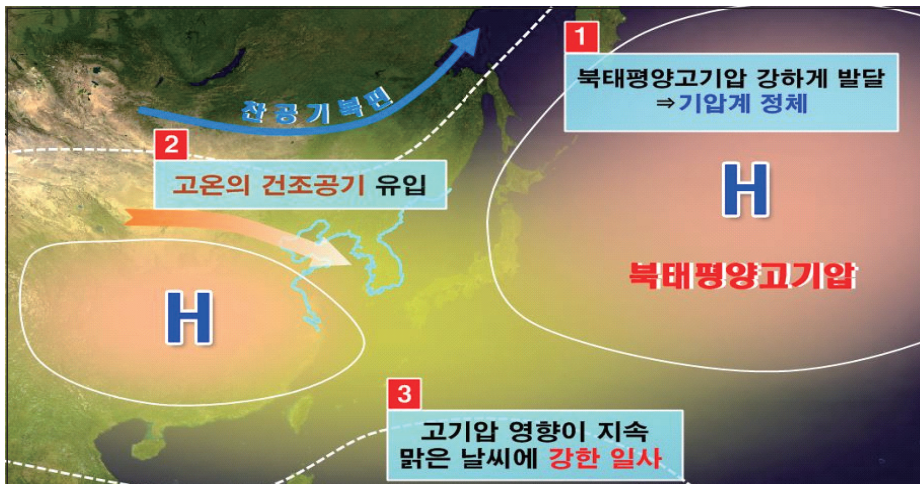 1
북태평양고기압 강하게 발달
⇒기압계 정체
찬공기북편
2
고온의 건조공기 유입
H
북태평양고기압
H
3
고기압 영향이 지속
맑은 날씨에 강한 일사